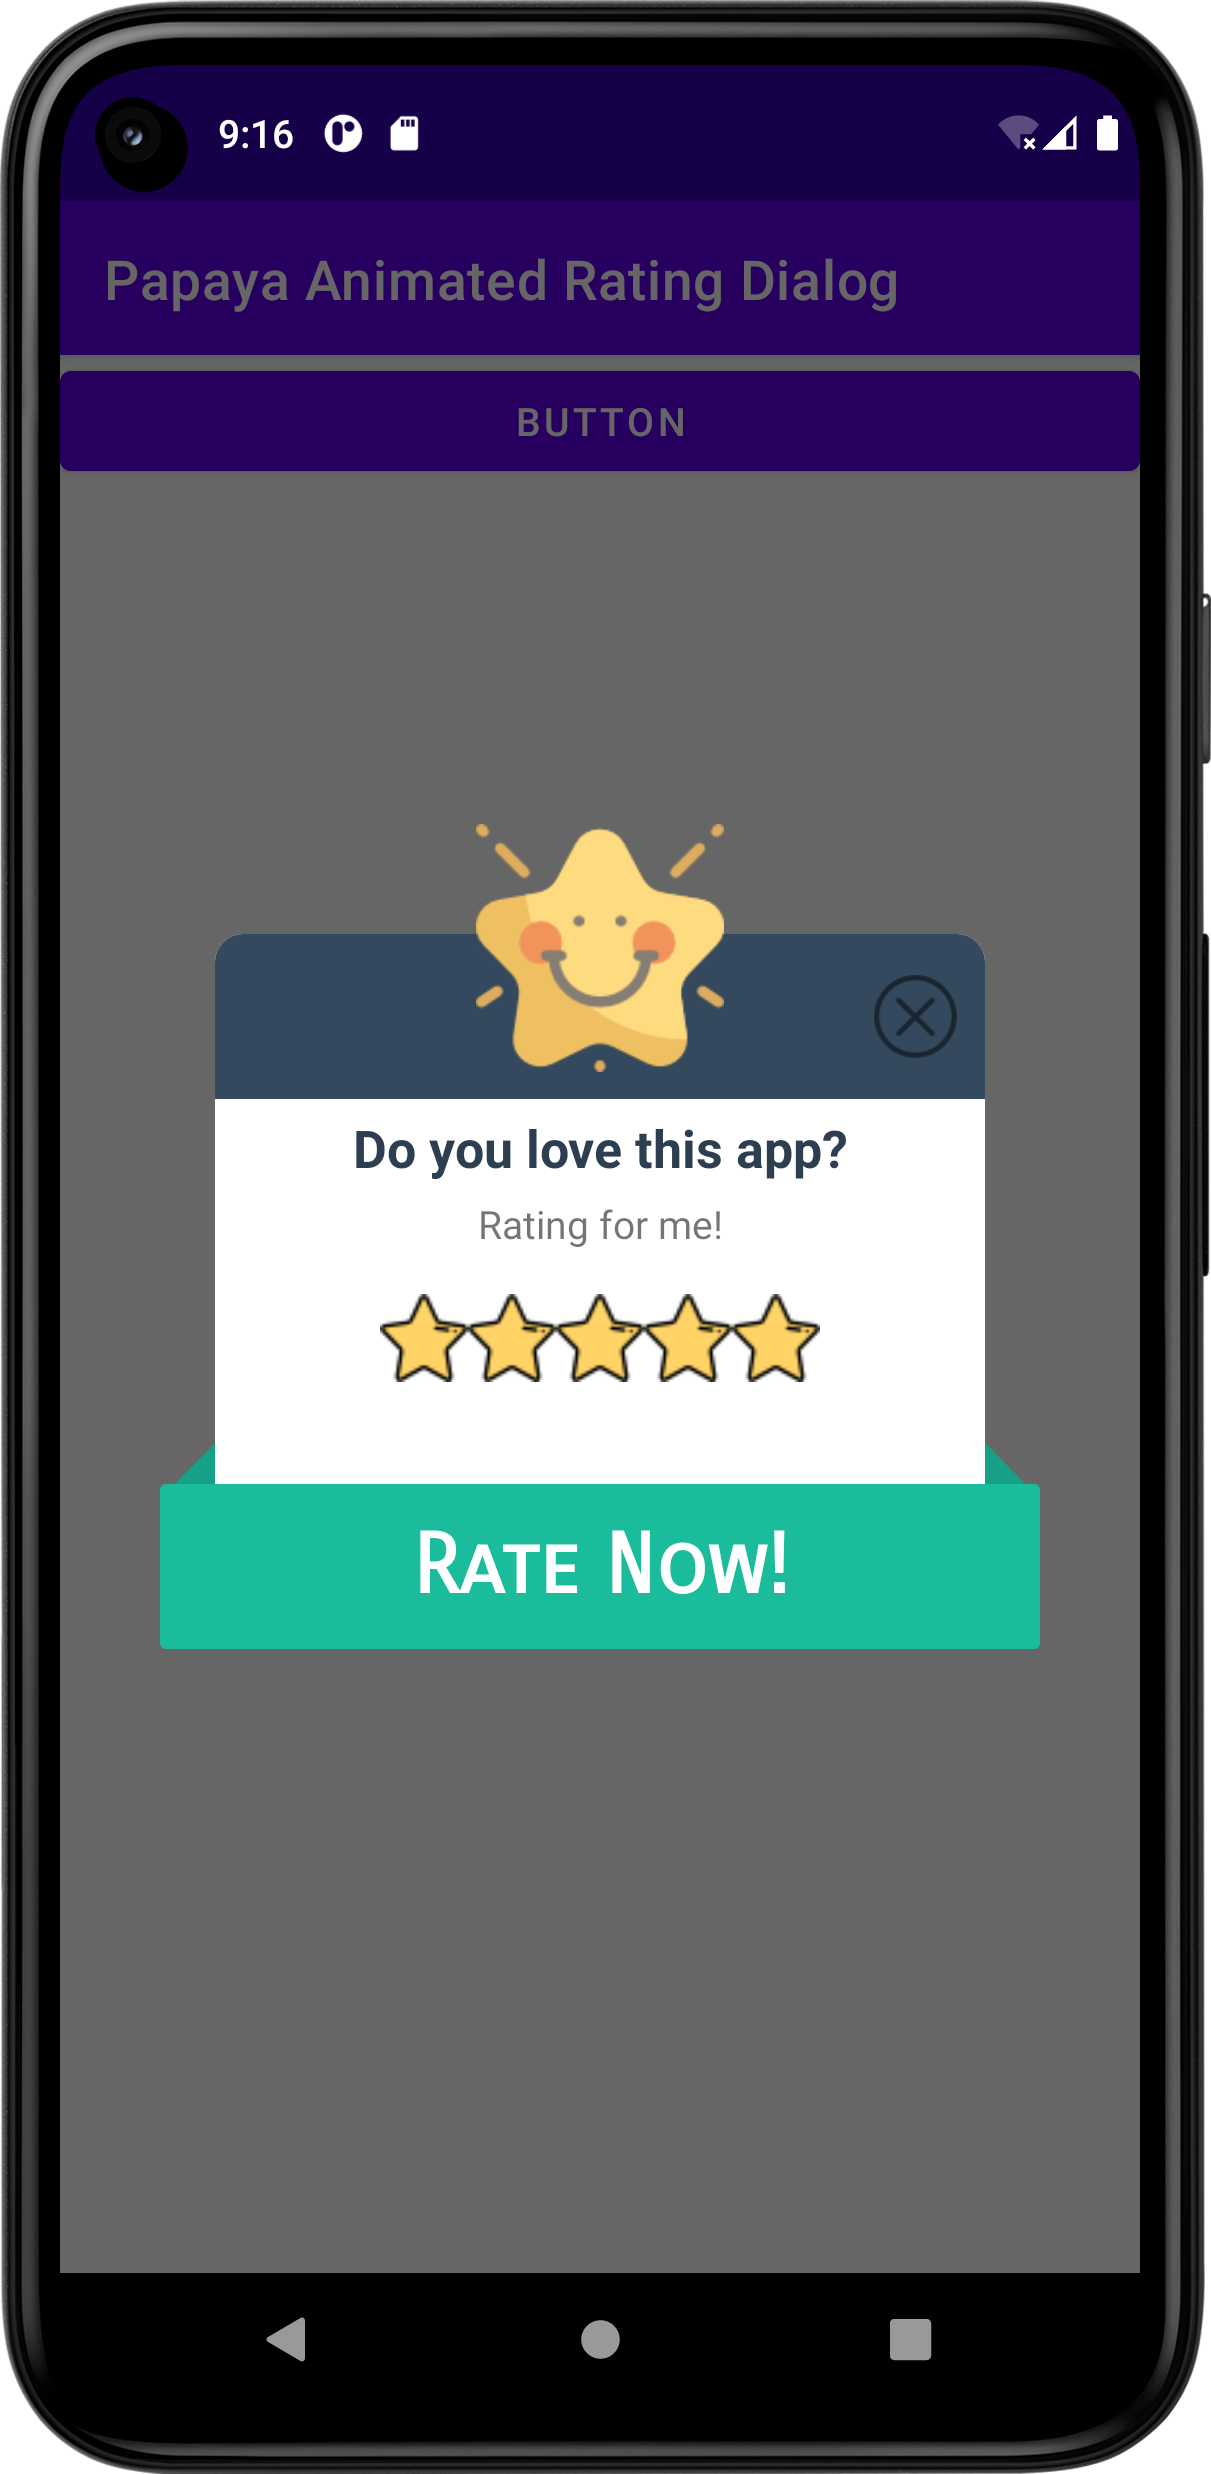 9:16
Papaya Animated Rating Dialog
BUTTON
Do you love this app?
Rating for me!
RATE NOW!